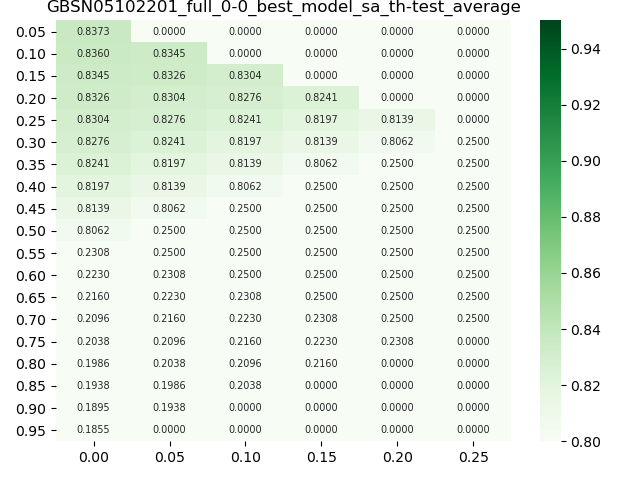 GBSN05102201_full_0-0_best_model_sa_th-test_average
0.05 0.8373 0.0000 0.0000 0.0000 0.0000 0.0000
0.10 0.8360 0.8345 0.0000 0.0000 0.0000 0.0000
0.15 0.8345 0.8326 0.8304 0.0000 0.0000 0.0000
0.20 0.8326 0.8304 0.8276 0.8241 0.0000 0.0000
0.25 0.8304 0.8276 0.8241 0.8197 0.8139 0.0000
0.30 0.8276 0.8241 0.8197 0.8139 0.8062 0.2500
0.35 0.8241 0.8197 0.8139 0.8062 0.2500 0.2500
0.40 0.8197 0.8139 0.8062 0.2500 0.2500 0.2500
0.45 0.8139 0.8062 0.2500 0.2500 0.2500 0.2500
0.50 0.8062 0.2500 0.2500 0.2500 0.2500 0.2500
0.55 0.2308 0.2500 0.2500 0.2500 0.2500 0.2500
0.60 0.2230 0.2308 0.2500 0.2500 0.2500 0.2500
0.65 0.2160 0.2230 0.2308 0.2500 0.2500 0.2500
0.70 0.2096 0.2160 0.2230 0.2308 0.2500 0.2500
0.75 0.2038 0.2096 0.2160 0.2230 0.2308 0.0000
0.80 0.1986 0.2038 0.2096 0.2160 0.0000 0.0000
0.85 0.1938 0.1986 0.2038 0.0000 0.0000 0.0000
0.90 0.1895 0.1938 0.0000 0.0000 0.0000 0.0000
0.95 0.1855 0.0000 0.0000 0.0000 0.0000 0.0000
0.00 0.05 0.10 0.15 0.20 0.25
0.94
0.92
0.90
0.88
0.86
0.84
0.82
0.80